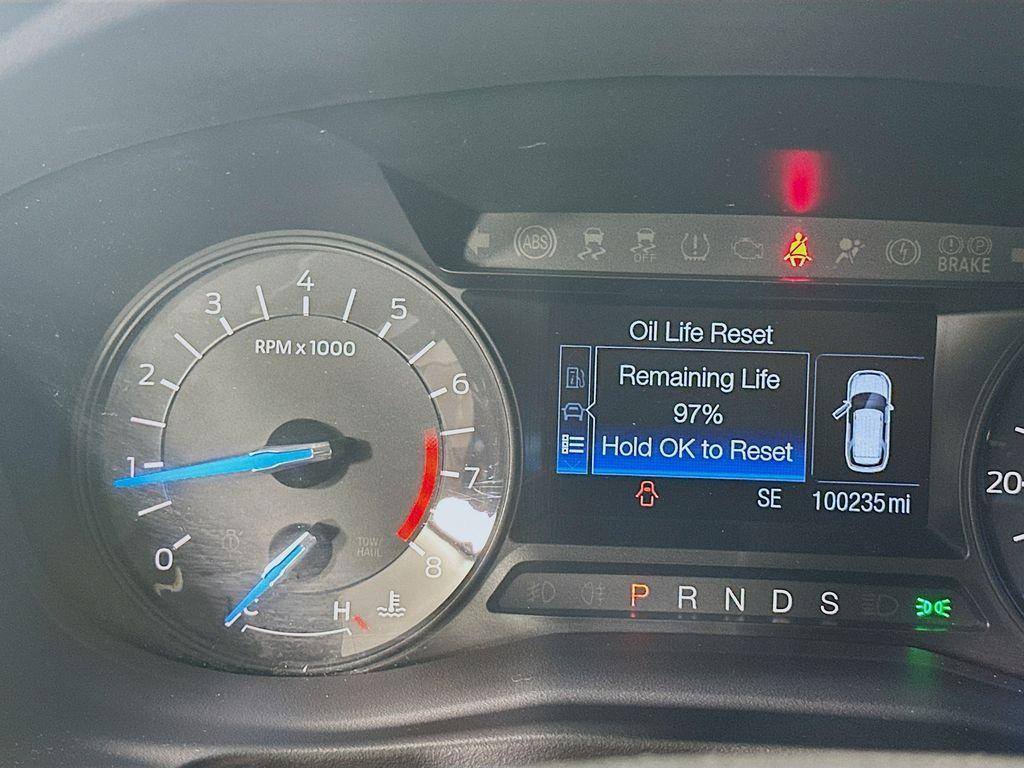 4
3
5
RPM x 1000
2
6
1
7
0
8
TOW
HAUL
C
H
ABS
OFF
P
BRAKE
Oil Life Reset
Remaining Life
97%
Hold OK to Reset
SE
100235 mi
P R N D S
20